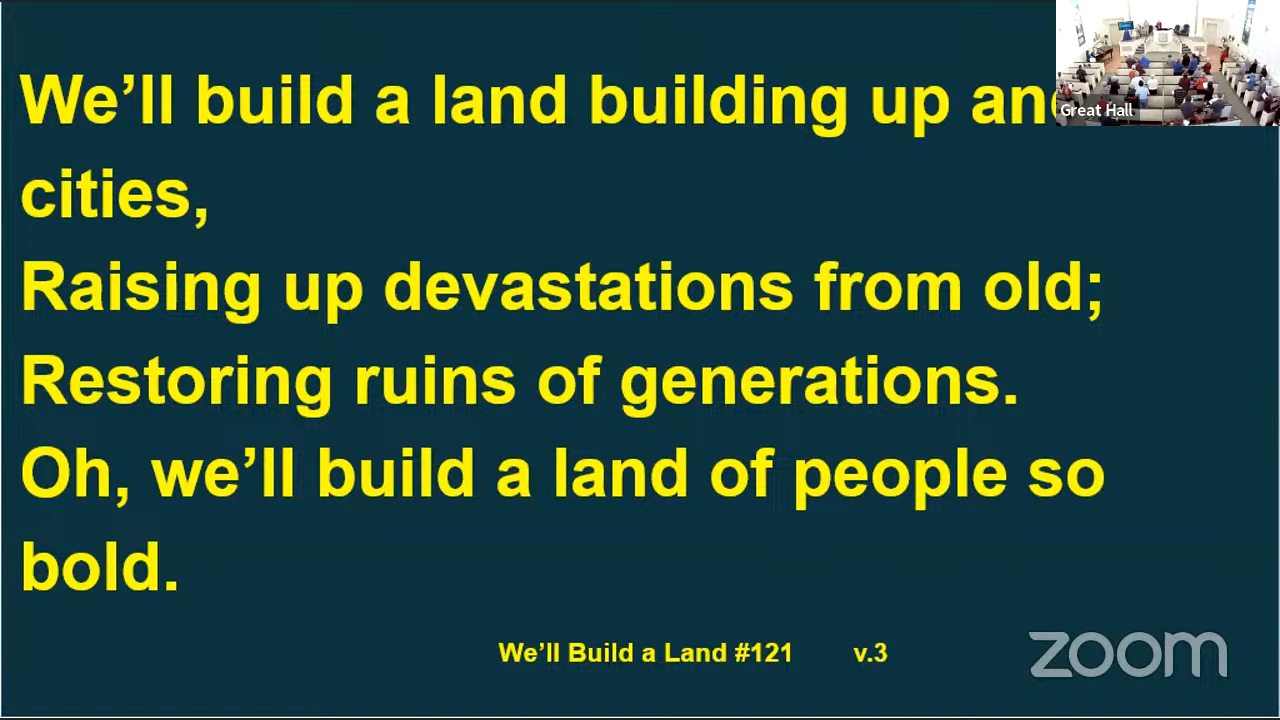 We’ll build a land building up
cities,
Raising up devastations from old;
Restoring ruins of generations.
Oh, we’ll build a land of people so
bold.
We’ll Build a Land #121 v.3
Great Hall
zoom